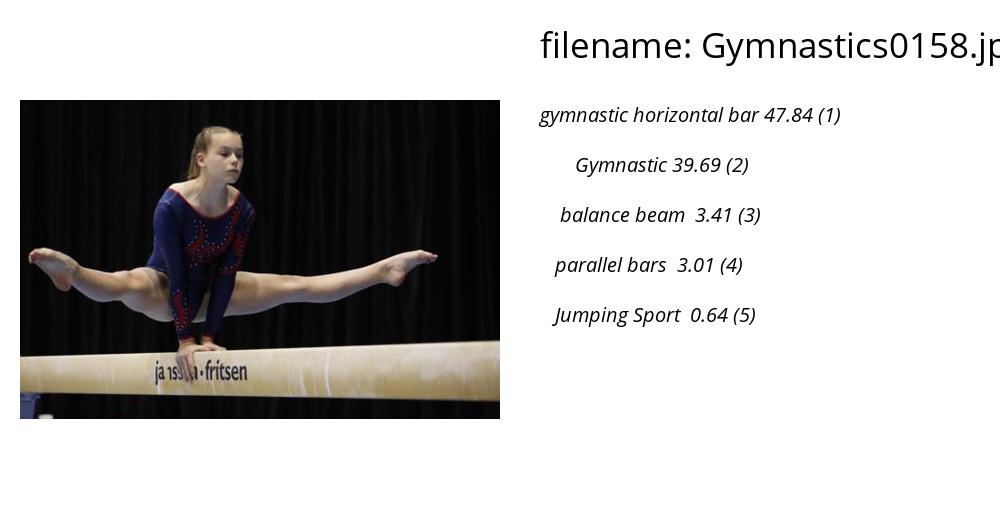 filename: Gymnastics0158.jp
gymnastic horizontal bar 47.84 (1)
Gymnastic 39.69 (2)
balance beam 3.41 (3)
parallel bars 3.01 (4)
Jumping Sport 0.64 (5)
fritsen